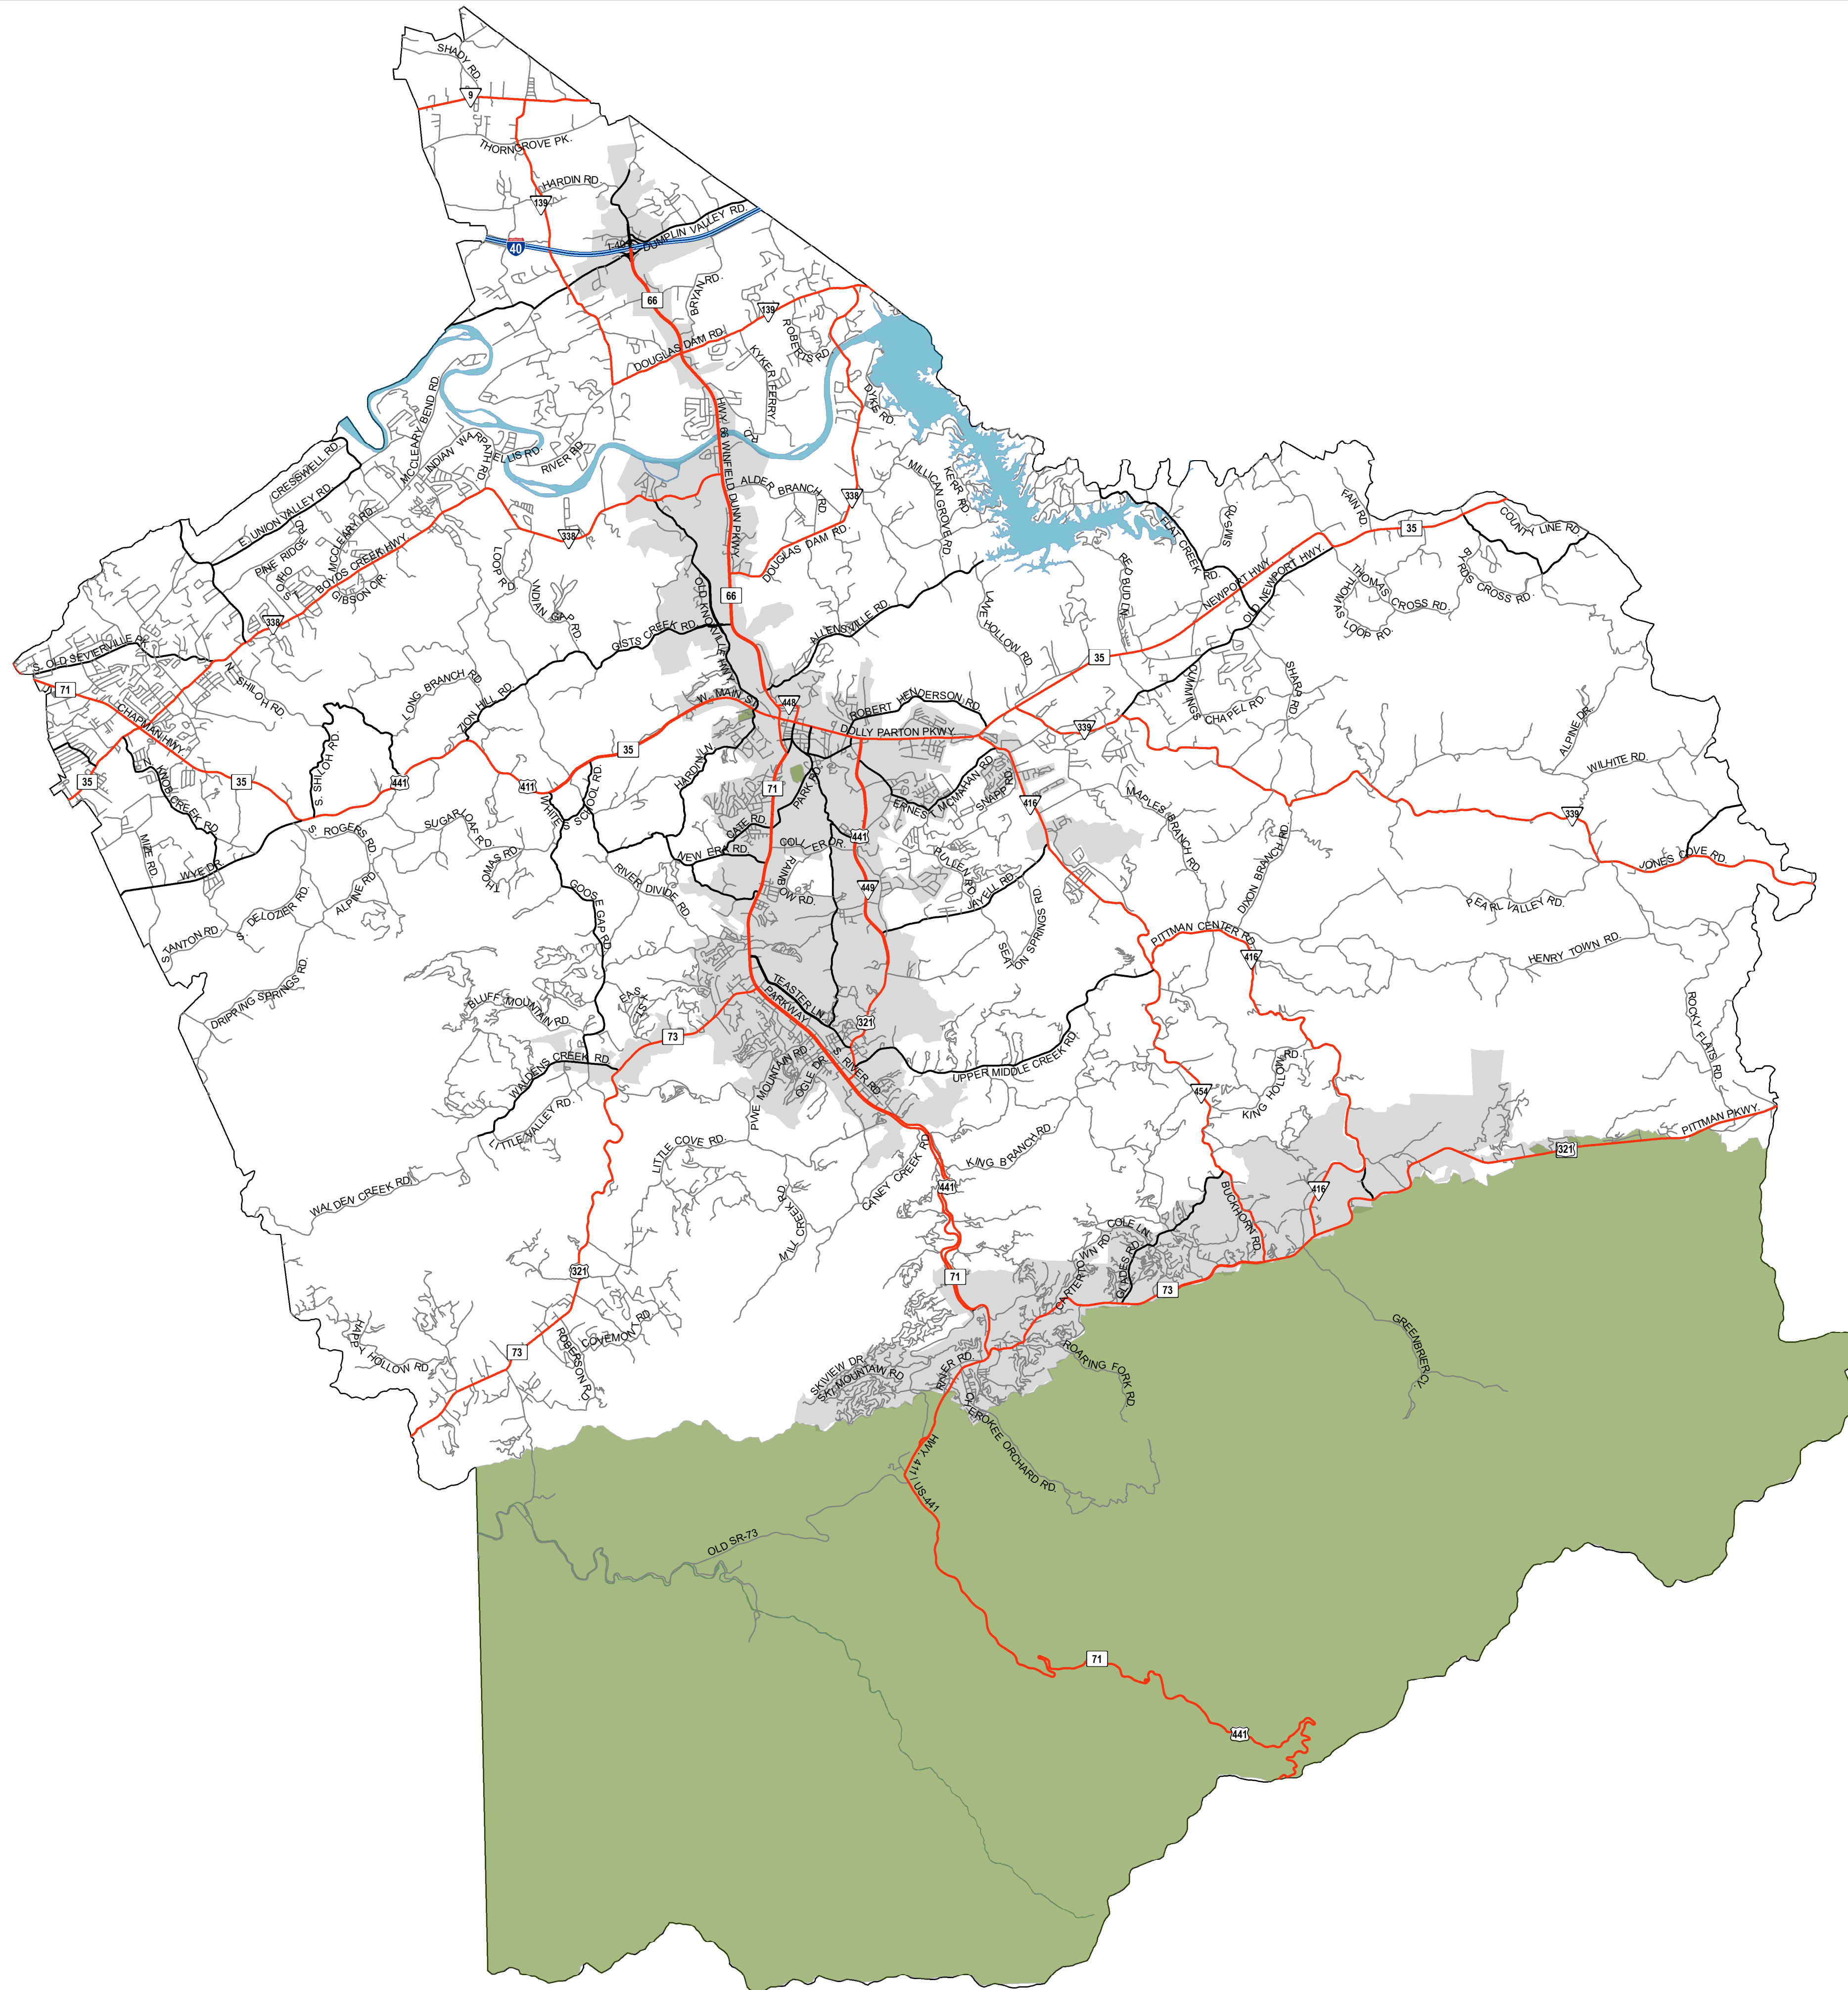 SHADY RD.
9
THORNGROVE PK.
HARDIN RD.
139
40
I-40
DUMPLIN VALLEY RD.
66
BRYAN RD.
139
ROBERTS RD.
DOUGLAS DAM RD.
KYKER FERRY RD.
DYKE RD.
MCCLEARY BEND RD.
INDIAN WARPATH RD.
ELLIS RD.
RIVER RD.
HWY. 66 WINFIELD DUNN PKWY.
CRESSWELL RD.
E. UNION VALLEY RD.
ALDER BRANCH RD.
MILLICAN GROVE RD.
KERR RD.
338
338
DOUGLAS DAM RD.
FLAT CREEK RD.
SIMS RD.
FAIN RD.
35
COUNTY LINE RD.
BYRDS CROSS RD.
PINE RIDGE RD.
MCCLEARY RD.
BOYDS CREEK HWY.
GIBSON CIR.
338
LOOP RD.
INDIAN GAP RD.
GISTS CREEK RD.
OLD KNOXVILLE HWY.
66
ALLENSVILLE RD.
LANE HOLLOW RD.
RED BUD LN.
NEWPORT HWY.
OLD NEWPORT HWY.
THOMAS CROSS RD.
THOMAS LOOP RD.
35
S. OLD SEVIERVILLE PK.
71
CHAPMAN HWY.
N. SHILOH RD.
LONG BRANCH RD.
ZION HILL RD.
W. MAIN ST.
448
ROBERT HENDERSON RD.
DOLLY PARTON PKWY.
339
CUMMINGS CHAPEL RD.
SHARP RD.
ALPINE DR.
WILHITE RD.
339
JONES COVE RD.
35
35
N. KNOB CREEK RD.
S. SHILOH RD.
441
411
35
WHITES SCHOOL RD.
HARDIN LN.
71
PARK RD.
ERNEST MCMAHAN RD.
SNAPP RD.
416
MAPLES BRANCH RD.
DIXON BRANCH RD.
PEARL VALLEY RD.
HENRY TOWN RD.
MIZE RD.
WYE DR.
S. ROGERS RD.
SUGAR LOAF RD.
THOMAS RD.
CATE RD.
NEW ERA RD.
COLLIER DR.
441
RAINBOW RD.
449
PULLEN RD.
JAYELL RD.
SEATON SPRINGS RD.
PITTMAN CENTER RD.
416
S. TANTON RD.
S. DELOZIER RD.
ALPINE RD.
GOOSE GAP RD.
RIVER DIVIDE RD.
DRIPPING SPRINGS RD.
BLUFF MOUNTAIN RD.
EAST ST.
73
TEASTER LN.
PARKWAY
321
S. RIVER RD.
UPPER MIDDLE CREEK RD.
454
KING HOLLOW RD.
ROCKY FLATS RD.
WALDENS CREEK RD.
LITTLE VALLEY RD.
PINE MOUNTAIN RD.
OGLE DR.
PITTMAN PKWY.
321
LITTLE COVE RD.
CANEY CREEK RD.
KING BRANCH RD.
441
416
BUCKHORN RD.
WALDEN CREEK RD.
MILL CREEK RD.
COLE LN.
CARTERTOWN RD.
GLADES RD.
321
71
73
GREENBRIER CV.
HAPPY HOLLOW RD.
73
ROBERSON RD.
COVEMONT RD.
SKIVIEW DR.
SKI MOUNTAIN RD.
RIVER RD.
ROARING FORK RD.
CHEROKEE ORCHARD RD.
HWY. 411 / US-441
OLD SR-73
71
441